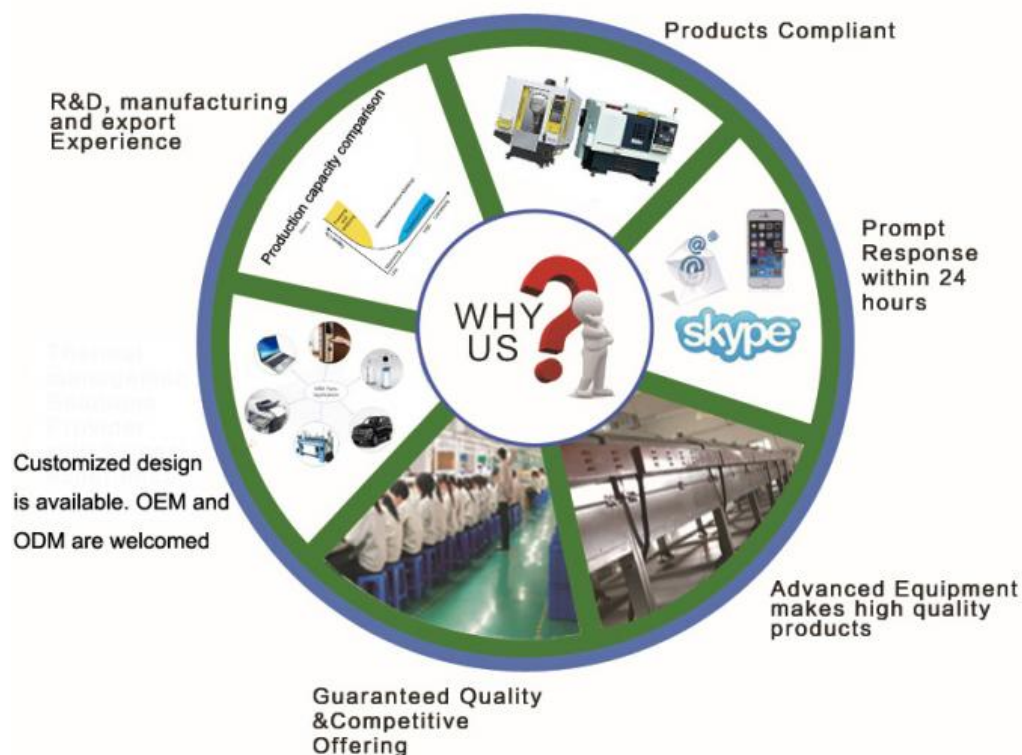 Products Compliant
R&D, manufacturing
and export
Experience
Production capacity comparison
Prompt
Response
within 24
hours
skype
WHY
US
Customized design
is available. OEM and
ODM are welcomed
Advanced Equipment
makes high quality
products
Guaranteed Quality
&Competitive
Offering